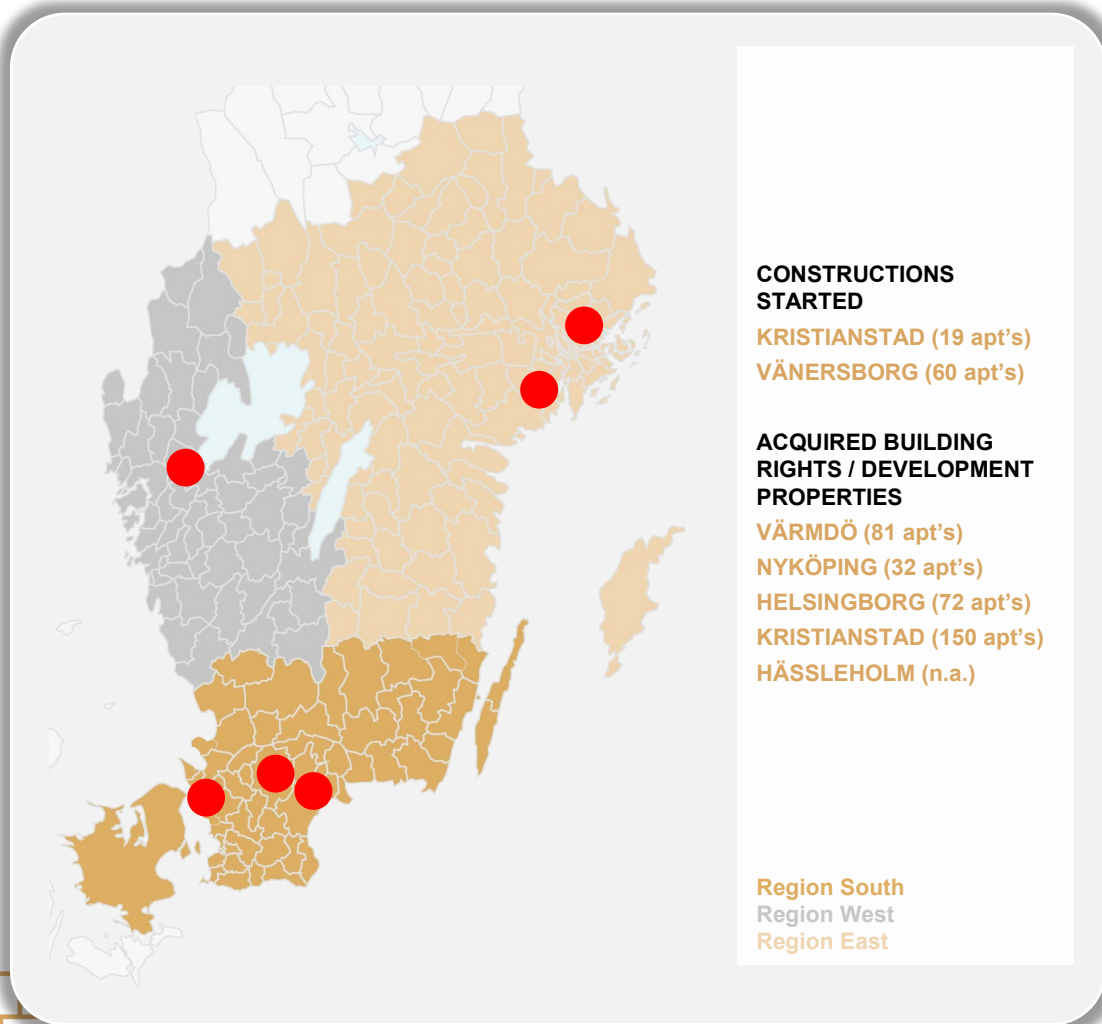 CONSTRUCTIONS
STARTED
KRISTIANSTAD (19 apt's)
VÄNERSBORG (60 apt's)
ACQUIRED BUILDING
RIGHTS / DEVELOPMENT
PROPERTIES
VÄRMDÖ (81 apt's)
NYKÖPING (32 apt's)
HELSINGBORG (72 apt's)
KRISTIANSTAD (150 apt's)
HÄSSLEHOLM (n.a.)
Region South
Region West
Region East